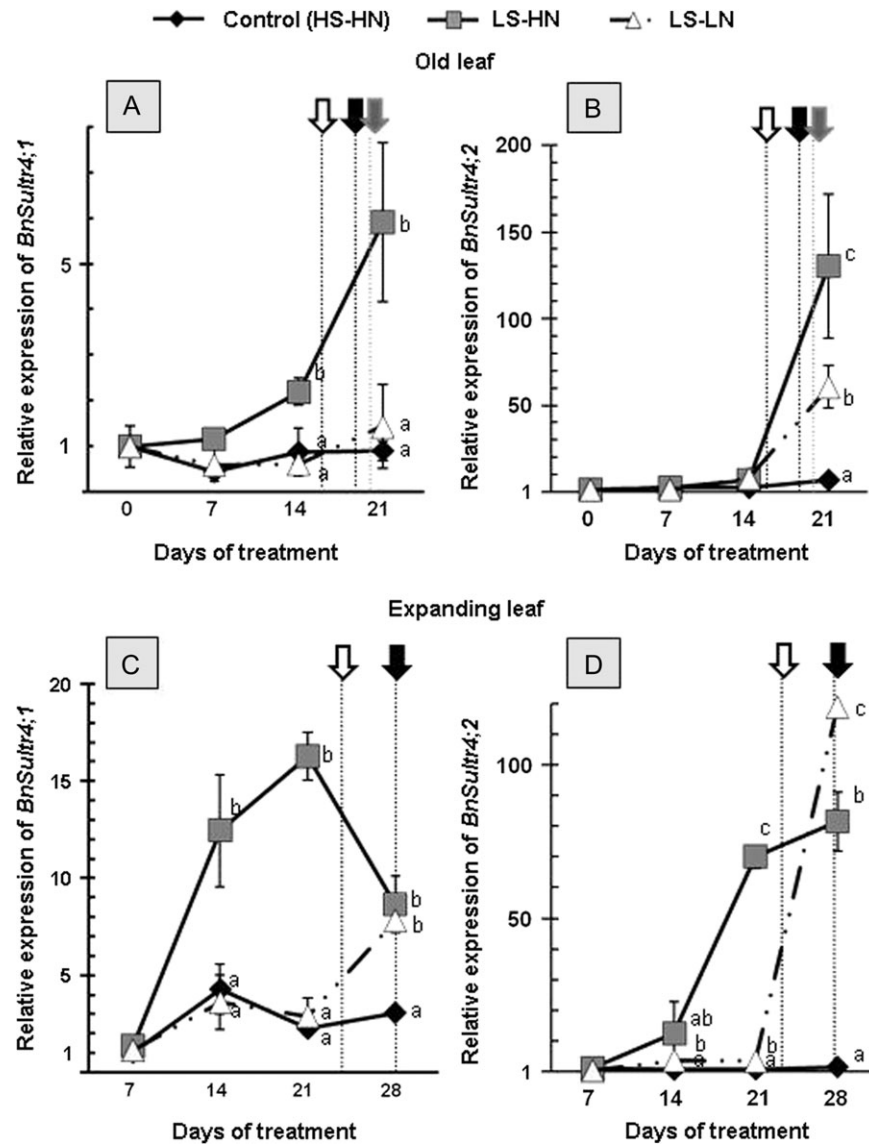 Control (HS-HN) LS-HN LS-LN
Old leaf
A
Relative expression of BnSultr4;1
5
1
b
b
a
a
a
a
0 7 14 21
Days of treatment
B
Relative expression of BnSultr4;2
200
150
100
50
1
c
b
a
0 7 14 21
Days of treatment
Expanding leaf
C
Relative expression of BnSultr4;1
20
15
10
5
1
b
b
b
b
a
a
a
a
a
7 14 21 28
Days of treatment
D
Relative expression of BnSultr4;2
100
50
1
c
b
c
ab
b
a
b
a
a
7 14 21 28
Days of treatment